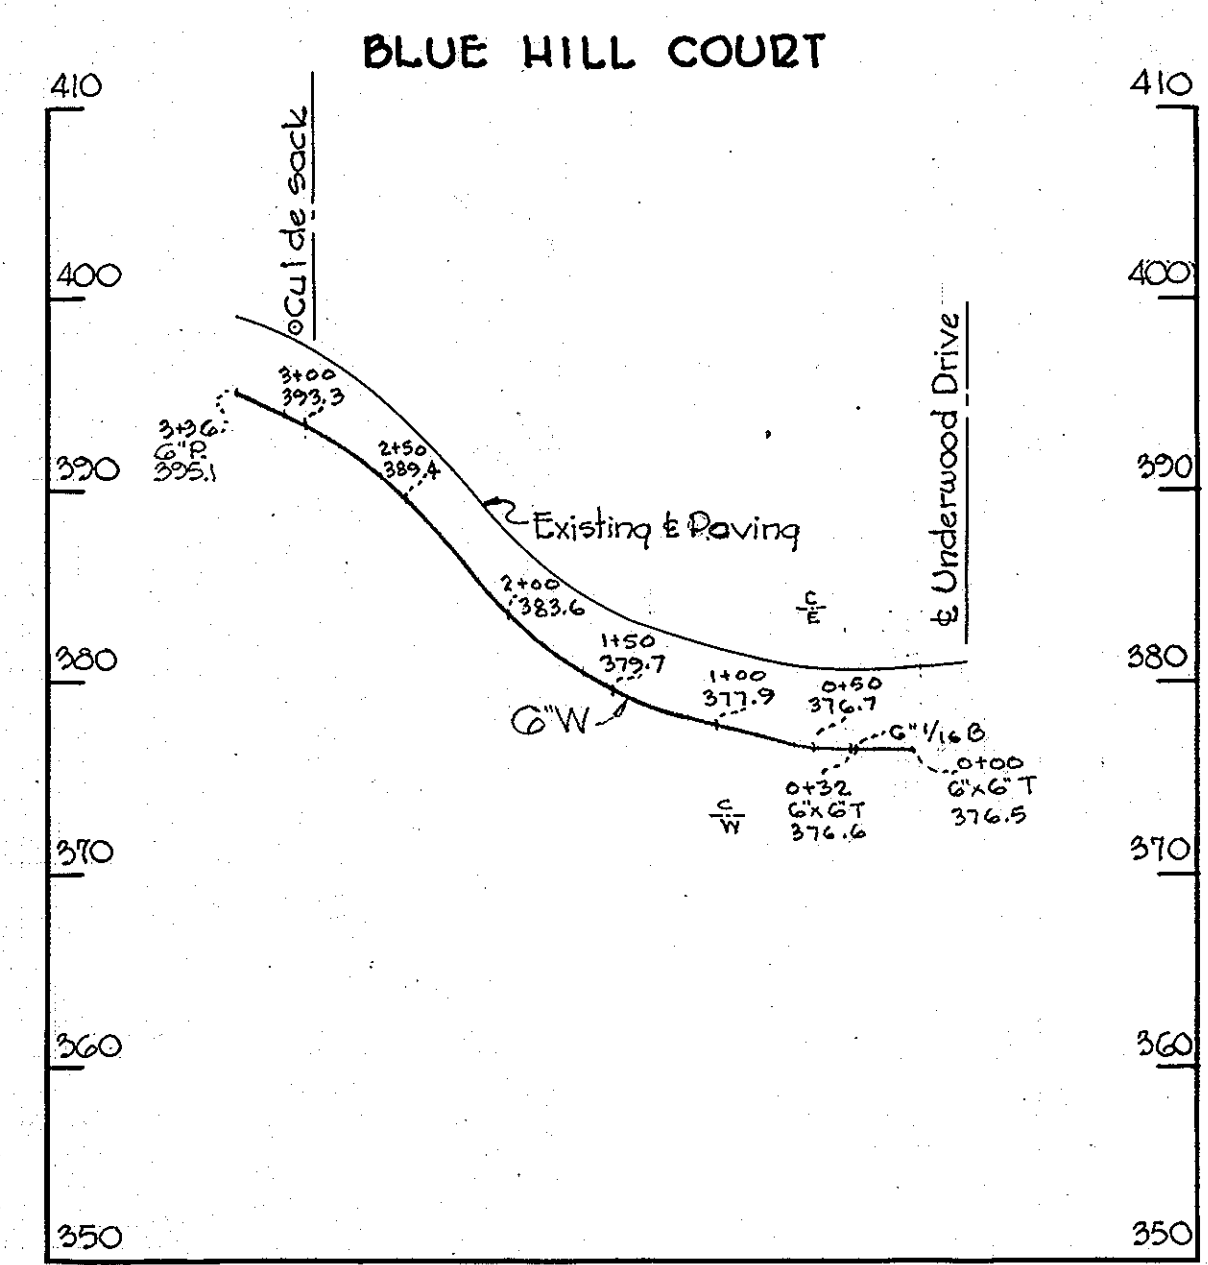 BLUE HILL COURT
410
410
Cul de sack
400
400
3+00
393.3
℄ Underwood Drive
3+36
6"P.
395.1
2+50
389.4
390
390
Existing ℄ Paving
2+00
383.6
C/E
1+50
379.7
380
380
1+00
377.9
0+50
376.7
6"W
6" 1/16 B
0+00
6"x6" T
376.5
0+32
6"x6"T
376.6
C/W
370
370
360
360
350
350